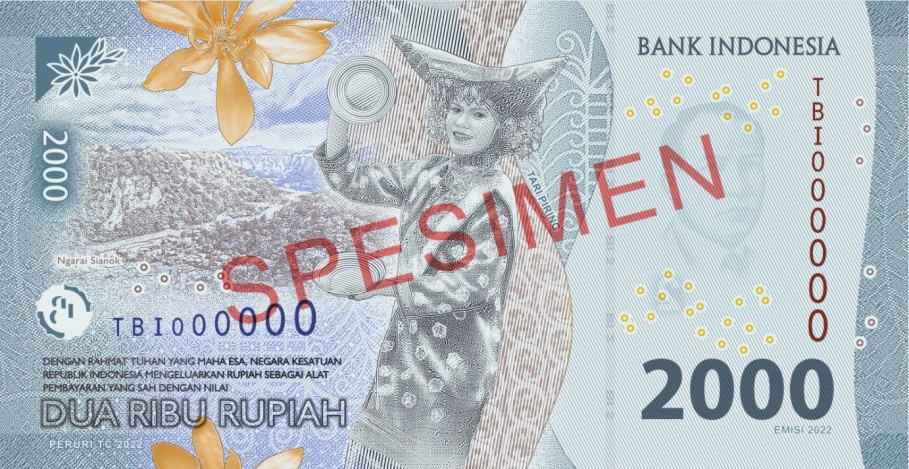 BANK INDONESIA
TBI000000
2000
TARI PIRING
SPESIMEN
Ngarai Sianok
TBI000000
DENGAN RAHMAT TUHAN YANG MAHA ESA, NEGARA KESATUAN
REPUBLIK INDONESIA MENGELUARKAN RUPIAH SEBAGAI ALAT
PEMBAYARAN YANG SAH DENGAN NILAI
DUA RIBU RUPIAH
PERURI TC 2022
2000
EMISI 2022